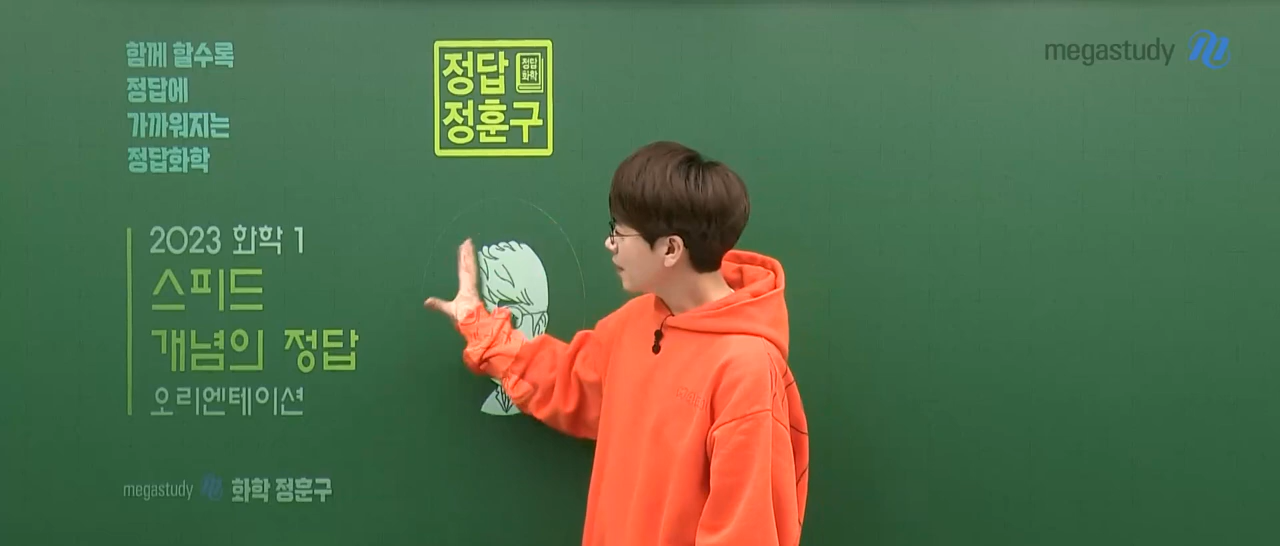 함께 할수록
정답에
가까워지는
정답화학
정답
정답
화학
정훈구
megastudy
2023 화학 1
스피드
개념의 정답
오리엔테이션
megastudy 화학 정훈구